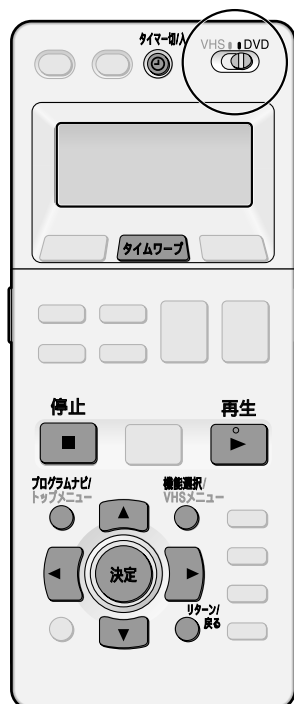 タイマー切/入
VHS DVD
タイムワープ
停止
再生
プログラムナビ/
トップメニュー
機能選択/
VHSメニュー
決定
リターン/
戻る